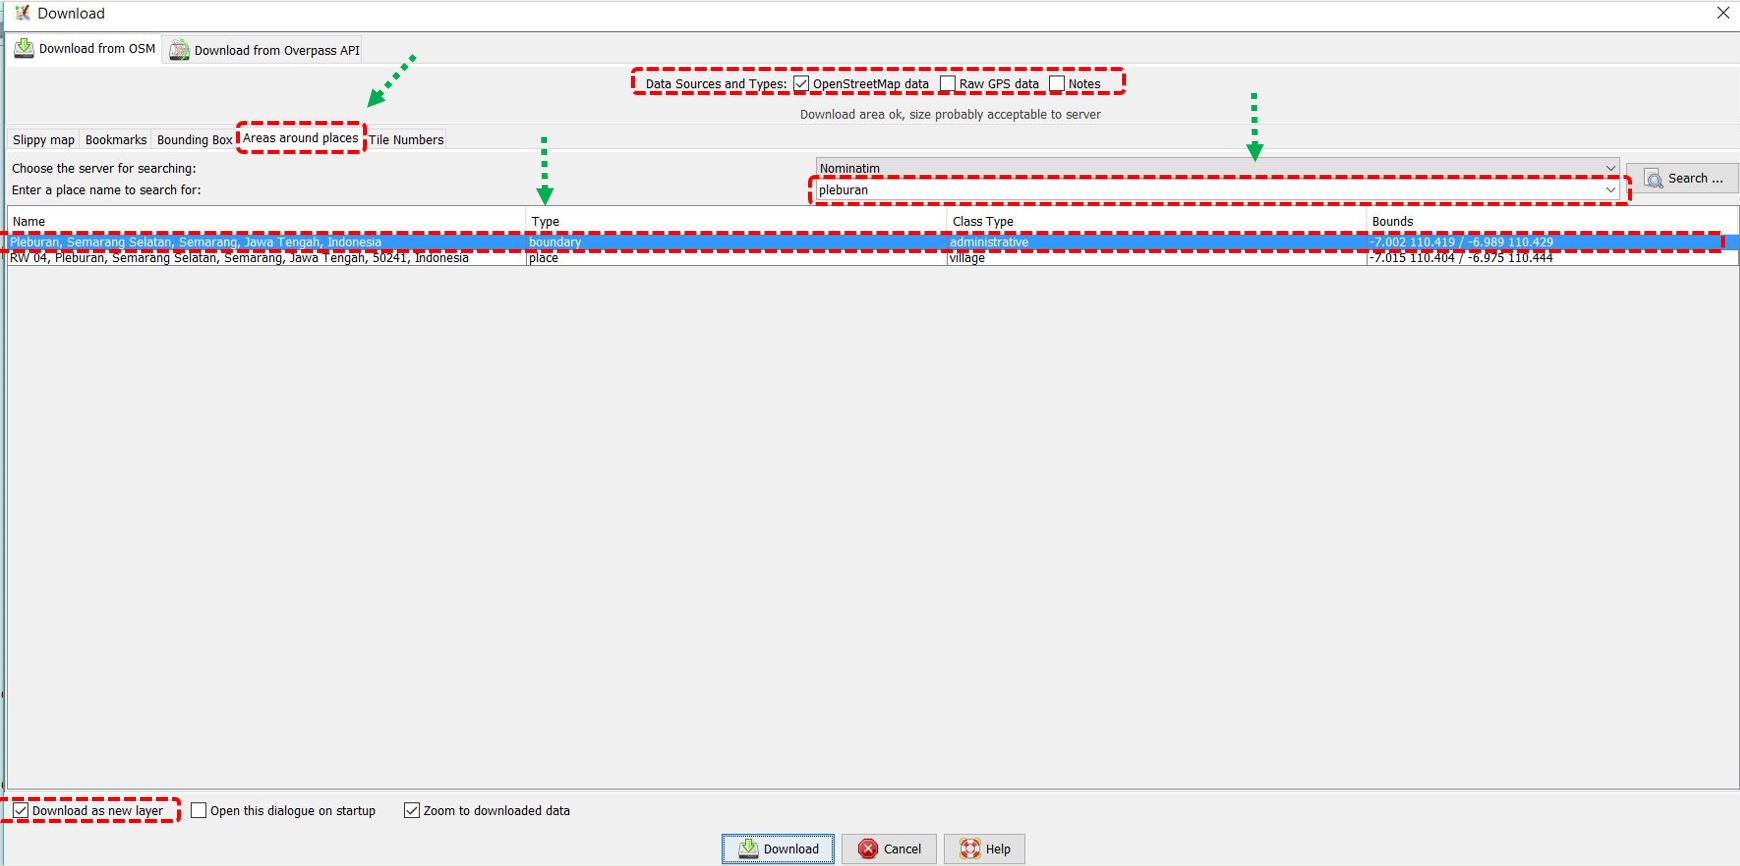 Download
Download from OSM Download from Overpass API
Data Sources and Types: OpenStreetMap data Raw GPS data Notes
Download area ok, size probably acceptable to server
Slippy map Bookmarks Bounding Box Areas around places Tile Numbers
Choose the server for searching: Nominatim
Enter a place name to search for: pleburan Search ...
Name Type Class Type Bounds
Pleburan, Semarang Selatan, Semarang, Jawa Tengah, Indonesia boundary administrative -7.002 110.419 / -6.989 110.429
RW 04, Pleburan, Semarang Selatan, Semarang, Jawa Tengah, 50241, Indonesia place village -7.015 110.404 / -6.975 110.444
Download as new layer Open this dialogue on startup Zoom to downloaded data
Download Cancel Help